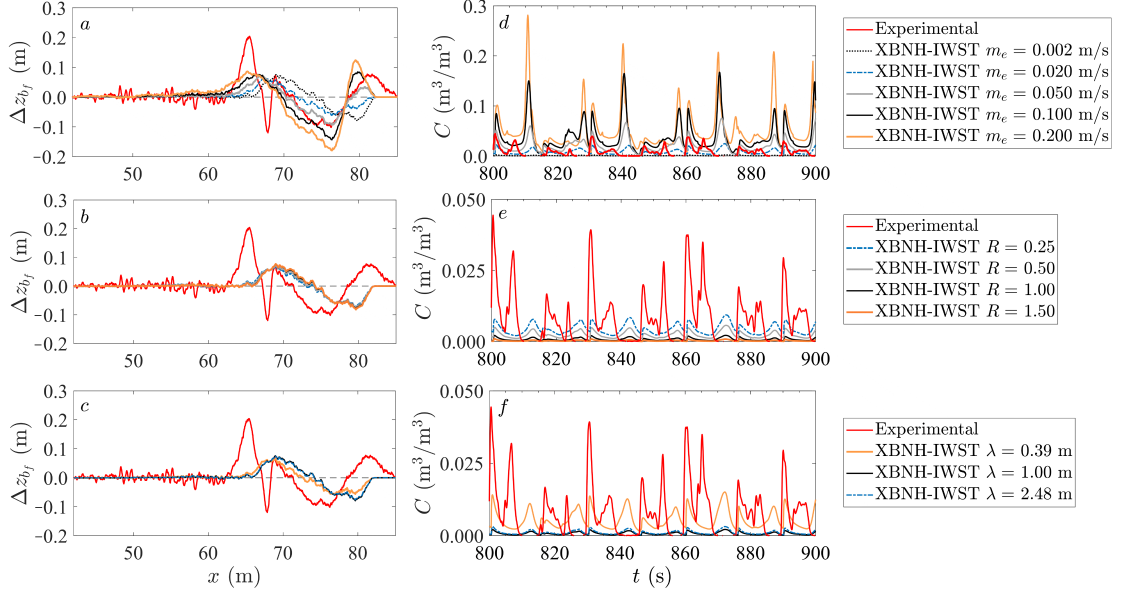 a
0.3
0.2
0.1
0.0
−0.1
−0.2
50
60
70
80
Δz_{b_f} (m)
d
0.3
0.2
0.1
0.0
800
820
840
860
880
900
C (m³/m³)
Experimental
XBNH-IWST m_e = 0.002 m/s
XBNH-IWST m_e = 0.020 m/s
XBNH-IWST m_e = 0.050 m/s
XBNH-IWST m_e = 0.100 m/s
XBNH-IWST m_e = 0.200 m/s
b
0.3
0.2
0.1
0.0
−0.1
−0.2
50
60
70
80
Δz_{b_f} (m)
e
0.050
0.025
0.000
800
820
840
860
880
900
C (m³/m³)
Experimental
XBNH-IWST R = 0.25
XBNH-IWST R = 0.50
XBNH-IWST R = 1.00
XBNH-IWST R = 1.50
c
0.3
0.2
0.1
0.0
−0.1
−0.2
50
60
70
80
Δz_{b_f} (m)
x (m)
f
0.050
0.025
0.000
800
820
840
860
880
900
C (m³/m³)
t (s)
Experimental
XBNH-IWST λ = 0.39 m
XBNH-IWST λ = 1.00 m
XBNH-IWST λ = 2.48 m